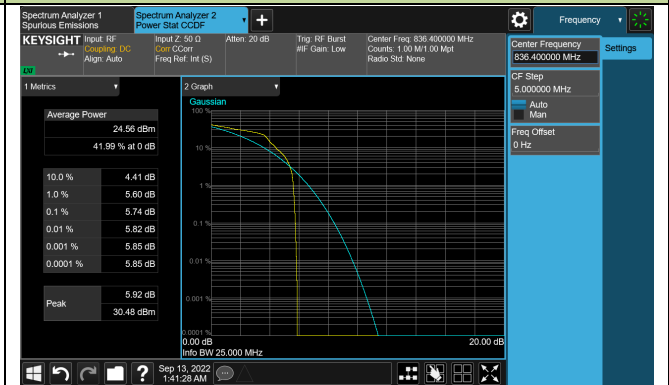 Spectrum Analyzer 1
Spurious Emissions
Spectrum Analyzer 2
Power Stat CCDF
Frequency
KEYSIGHT
Input: RF
Coupling: DC
Align: Auto
Input Z: 50 Ω
Corr CCorr
Freq Ref: Int (S)
Atten: 20 dB
Trig: RF Burst
#IF Gain: Low
Center Freq: 836.400000 MHz
Counts: 1.00 M/1.00 Mpt
Radio Std: None
LXI
1 Metrics
Average Power
24.56 dBm
41.99 % at 0 dB
10.0 % 4.41 dB
1.0 % 5.60 dB
0.1 % 5.74 dB
0.01 % 5.82 dB
0.001 % 5.85 dB
0.0001 % 5.85 dB
Peak
5.92 dB
30.48 dBm
2 Graph
Gaussian
100 %
10 %
1 %
0.1 %
0.01 %
0.001 %
0.0001 %
0.00 dB
20.00 dB
Info BW 25.000 MHz
Center Frequency
836.400000 MHz
Settings
CF Step
5.000000 MHz
Auto
Man
Freq Offset
0 Hz
?
Sep 13, 2022
1:41:28 AM